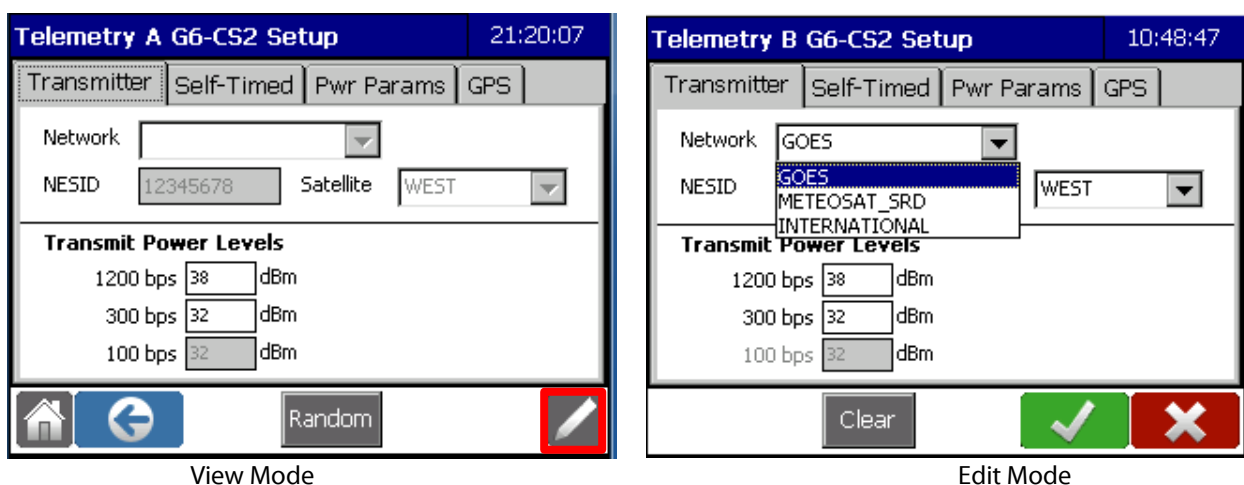 Telemetry A G6-CS2 Setup 21:20:07
Transmitter Self-Timed Pwr Params GPS
Network
NESID 12345678 Satellite WEST
Transmit Power Levels
1200 bps 38 dBm
300 bps 32 dBm
100 bps 32 dBm
Random
View Mode
Telemetry B G6-CS2 Setup 10:48:47
Transmitter Self-Timed Pwr Params GPS
Network GOES
GOES
NESID WEST
METEOSAT_SRD
INTERNATIONAL
Transmit Power Levels
1200 bps 38 dBm
300 bps 32 dBm
100 bps 32 dBm
Clear
Edit Mode